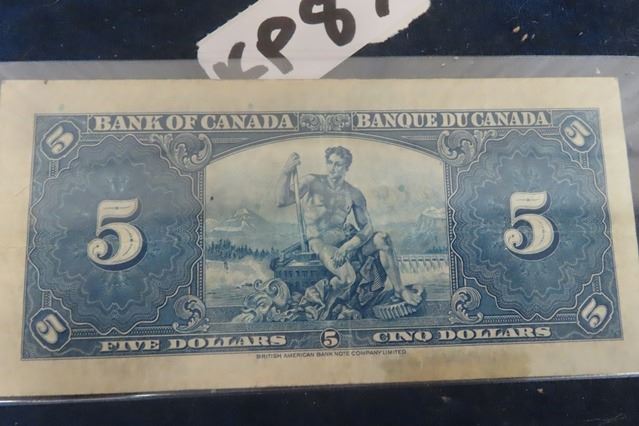 KP87
BANK OF CANADA BANQUE DU CANADA
5 5
5 5
5 5
FIVE DOLLARS 5 CINQ DOLLARS
BRITISH AMERICAN BANK NOTE COMPANY LIMITED